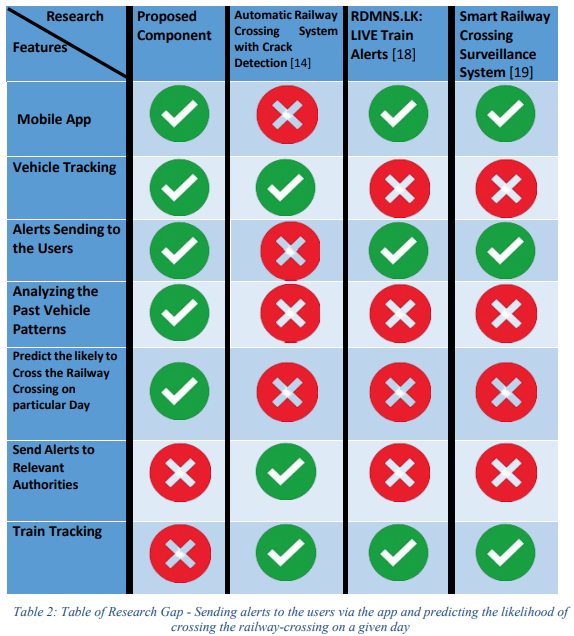 Research
Features
Proposed
Component
Automatic Railway
Crossing System
with Crack
Detection [14]
RDMNS.LK:
LIVE Train
Alerts [18]
Smart Railway
Crossing
Surveillance
System [19]
Mobile App
Vehicle Tracking
Alerts Sending to
the Users
Analyzing the
Past Vehicle
Patterns
Predict the likely to
Cross the Railway
Crossing on
particular Day
Send Alerts to
Relevant
Authorities
Train Tracking
Table 2: Table of Research Gap - Sending alerts to the users via the app and predicting the likelihood of
crossing the railway-crossing on a given day